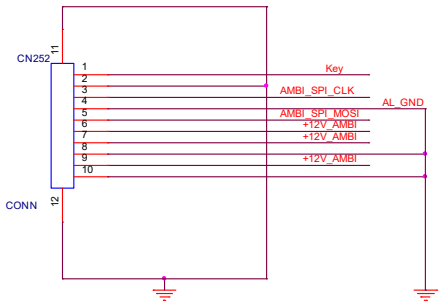 11
CN252
1
Key
2
3
AMBI_SPI_CLK
4
AL_GND
5
AMBI_SPI_MOSI
6
+12V_AMBI
7
+12V_AMBI
8
9
+12V_AMBI
10
CONN
12